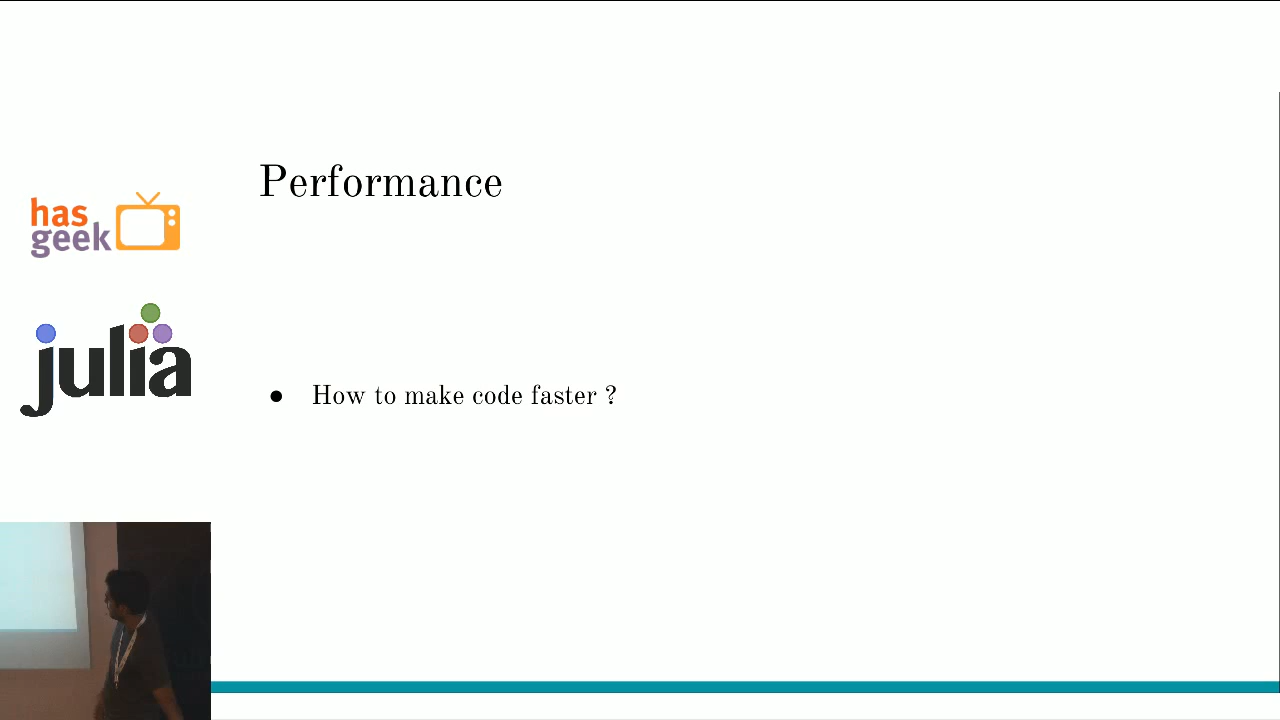 Performance
has
geek
julia
● How to make code faster ?